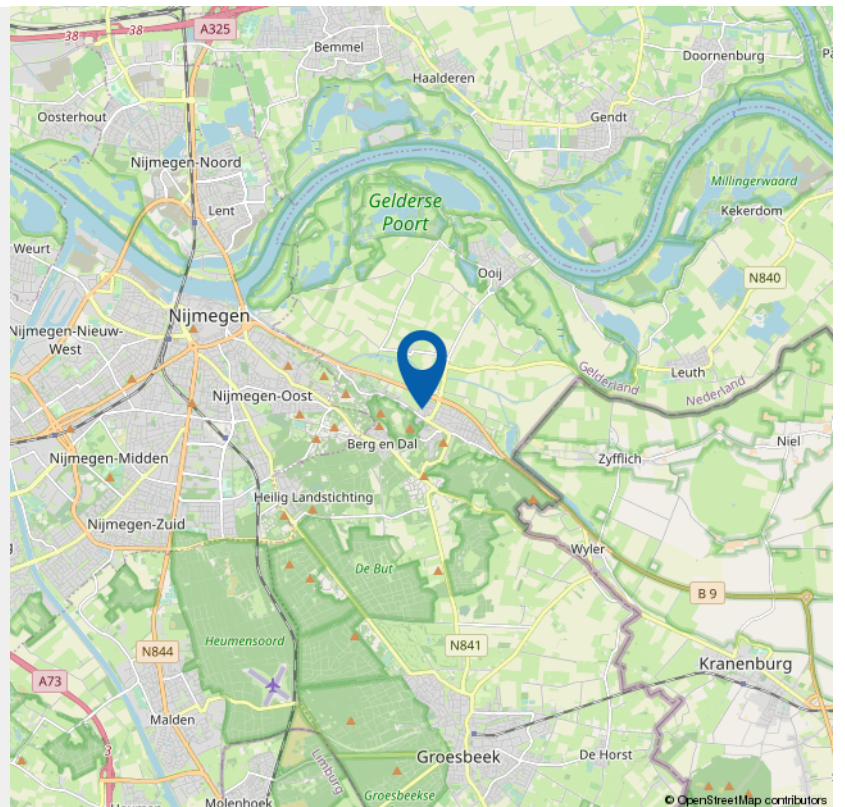 38
38
A325
Bemmel
Haalderen
Doornenburg
Oosterhout
Gendt
Nijmegen-Noord
Lent
Gelderse
Poort
Millingerwaard
Kekerdom
Weurt
Ooij
N840
Nijmegen
Nijmegen-Nieuw-
West
Leuth
Gelderland
Nederland
Nijmegen-Oost
Berg en Dal
Zyfflich
Niel
Nijmegen-Midden
Heilig Landstichting
Nijmegen-Zuid
Wyler
De But
B 9
Heumensoord
N841
N844
Kranenburg
A73
Malden
3
Groesbeek
De Horst
Limburg
Groesbeekse
Molenhoek
© OpenStreetMap contributors